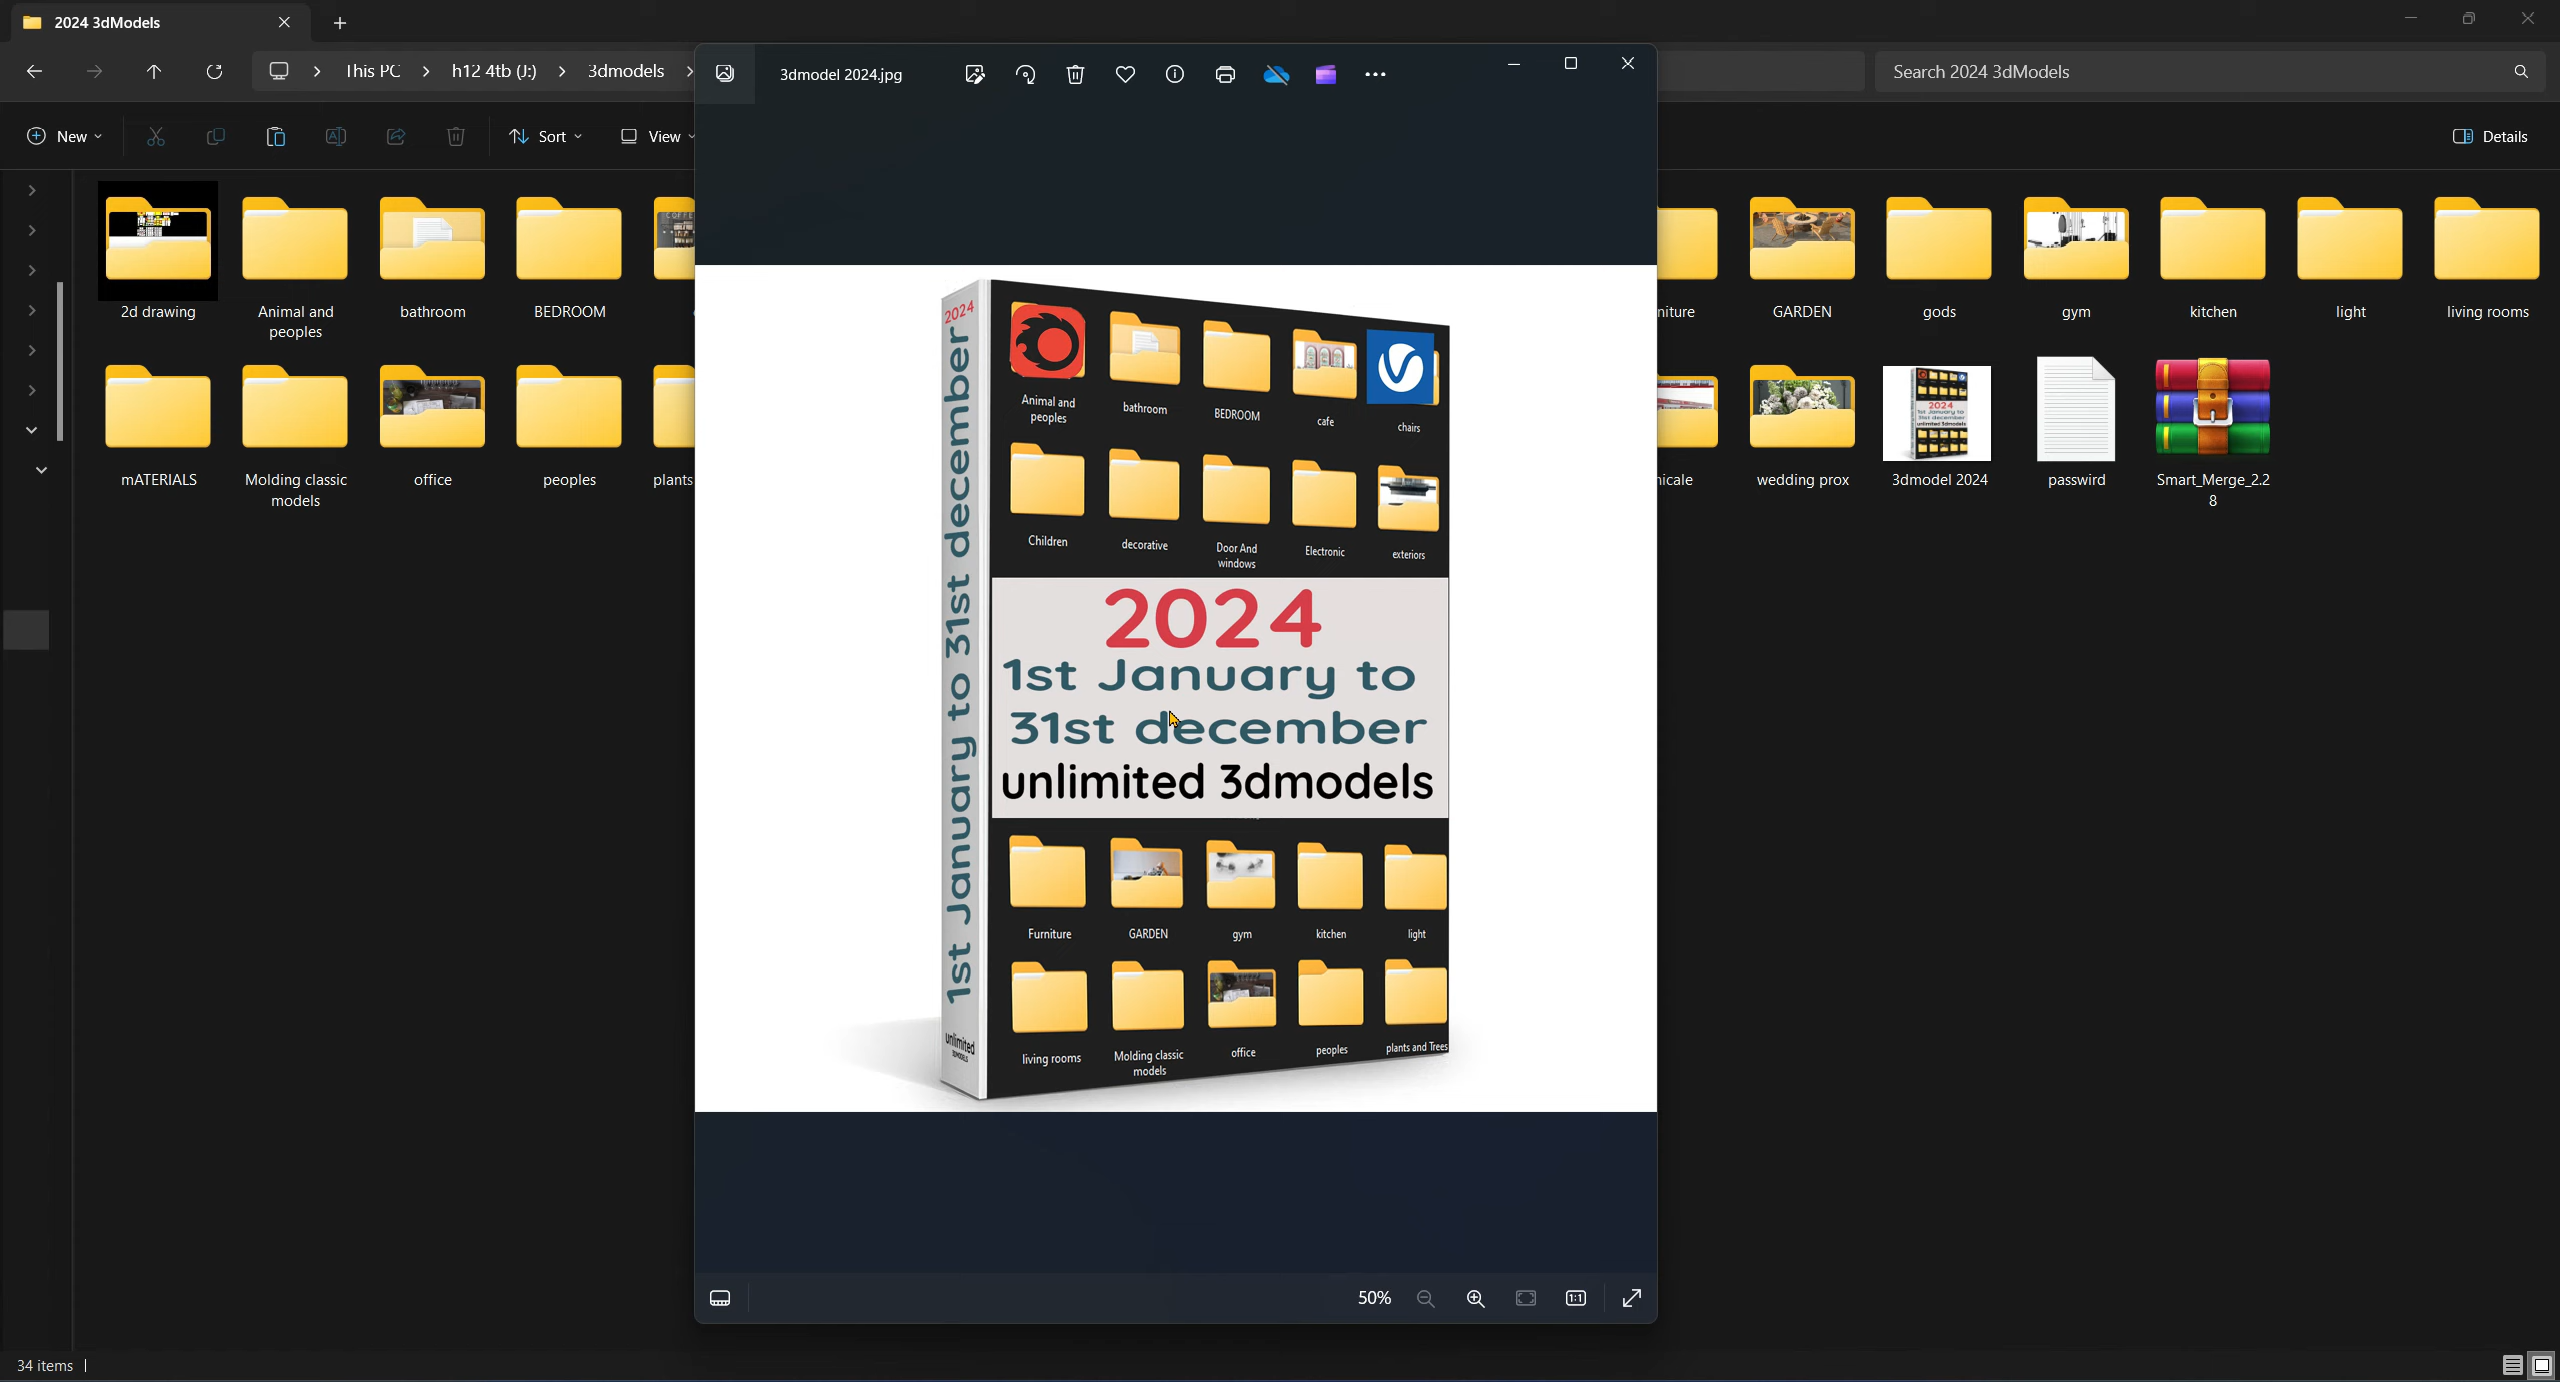 2024 3dModels
This PC
h12 4tb (J:)
3dmodels
Search 2024 3dModels
New
Sort
View
Details
3dmodel 2024.jpg
2d drawing
Animal and
peoples
bathroom
BEDROOM
niture
GARDEN
gods
gym
kitchen
light
living rooms
mATERIALS
Molding classic
models
office
peoples
plants
hicale
wedding prox
3dmodel 2024
passwird
Smart_Merge_2.2
8
2024
1st January to 31st december
unlimited
3DMODELS
Animal and
peoples
bathroom
BEDROOM
cafe
chairs
Children
decorative
Door And
windows
Electronic
exteriors
2024
1st January to
31st december
unlimited 3dmodels
Furniture
GARDEN
gym
kitchen
light
living rooms
Molding classic
models
office
peoples
plants and Trees
50%
1:1
34 items